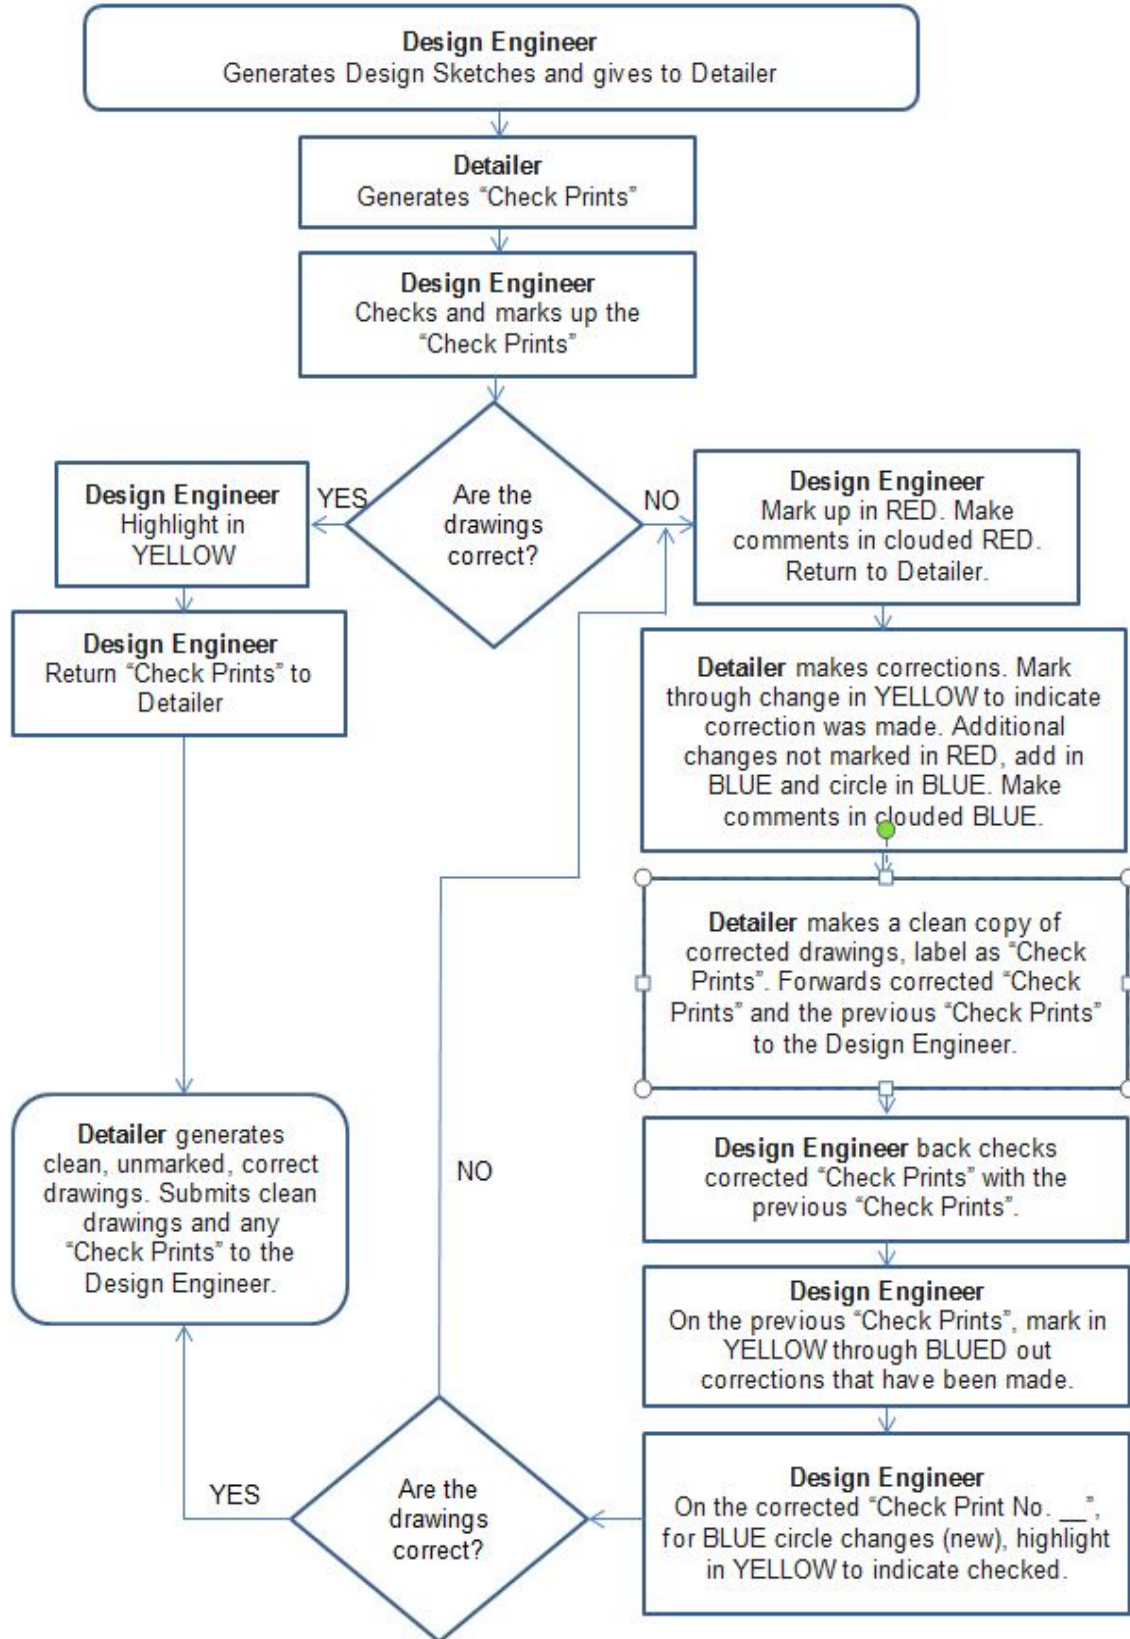 Design Engineer
Generates Design Sketches and gives to Detailer
Detailer
Generates “Check Prints”
Design Engineer
Checks and marks up the
“Check Prints”
Are the
drawings
correct?
YES
NO
Design Engineer
Highlight in
YELLOW
Design Engineer
Return “Check Prints” to
Detailer
Design Engineer
Mark up in RED. Make
comments in clouded RED.
Return to Detailer.
Detailer makes corrections. Mark
through change in YELLOW to indicate
correction was made. Additional
changes not marked in RED, add in
BLUE and circle in BLUE. Make
comments in clouded BLUE.
Detailer makes a clean copy of
corrected drawings, label as “Check
Prints”. Forwards corrected “Check
Prints” and the previous “Check Prints”
to the Design Engineer.
Detailer generates
clean, unmarked, correct
drawings. Submits clean
drawings and any
“Check Prints” to the
Design Engineer.
NO
Design Engineer back checks
corrected “Check Prints” with the
previous “Check Prints”.
Design Engineer
On the previous “Check Prints”, mark in
YELLOW through BLUED out
corrections that have been made.
Design Engineer
On the corrected “Check Print No. __”,
for BLUE circle changes (new), highlight
in YELLOW to indicate checked.
YES
Are the
drawings
correct?